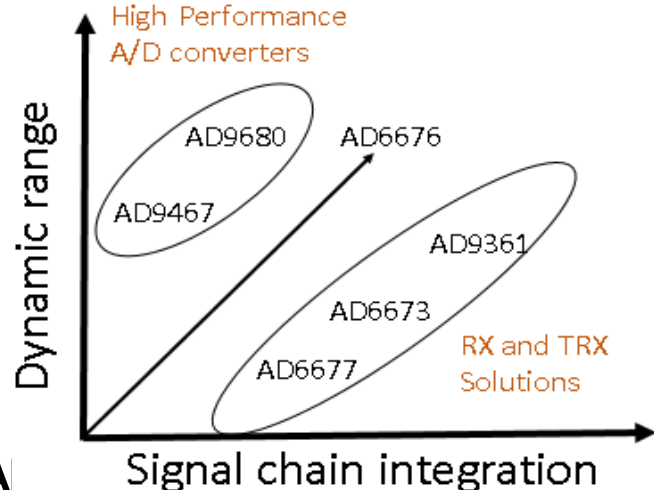 High Performance
A/D converters
Dynamic range
AD9680
AD6676
AD9467
AD9361
AD6673
AD6677
RX and TRX
Solutions
Signal chain integration